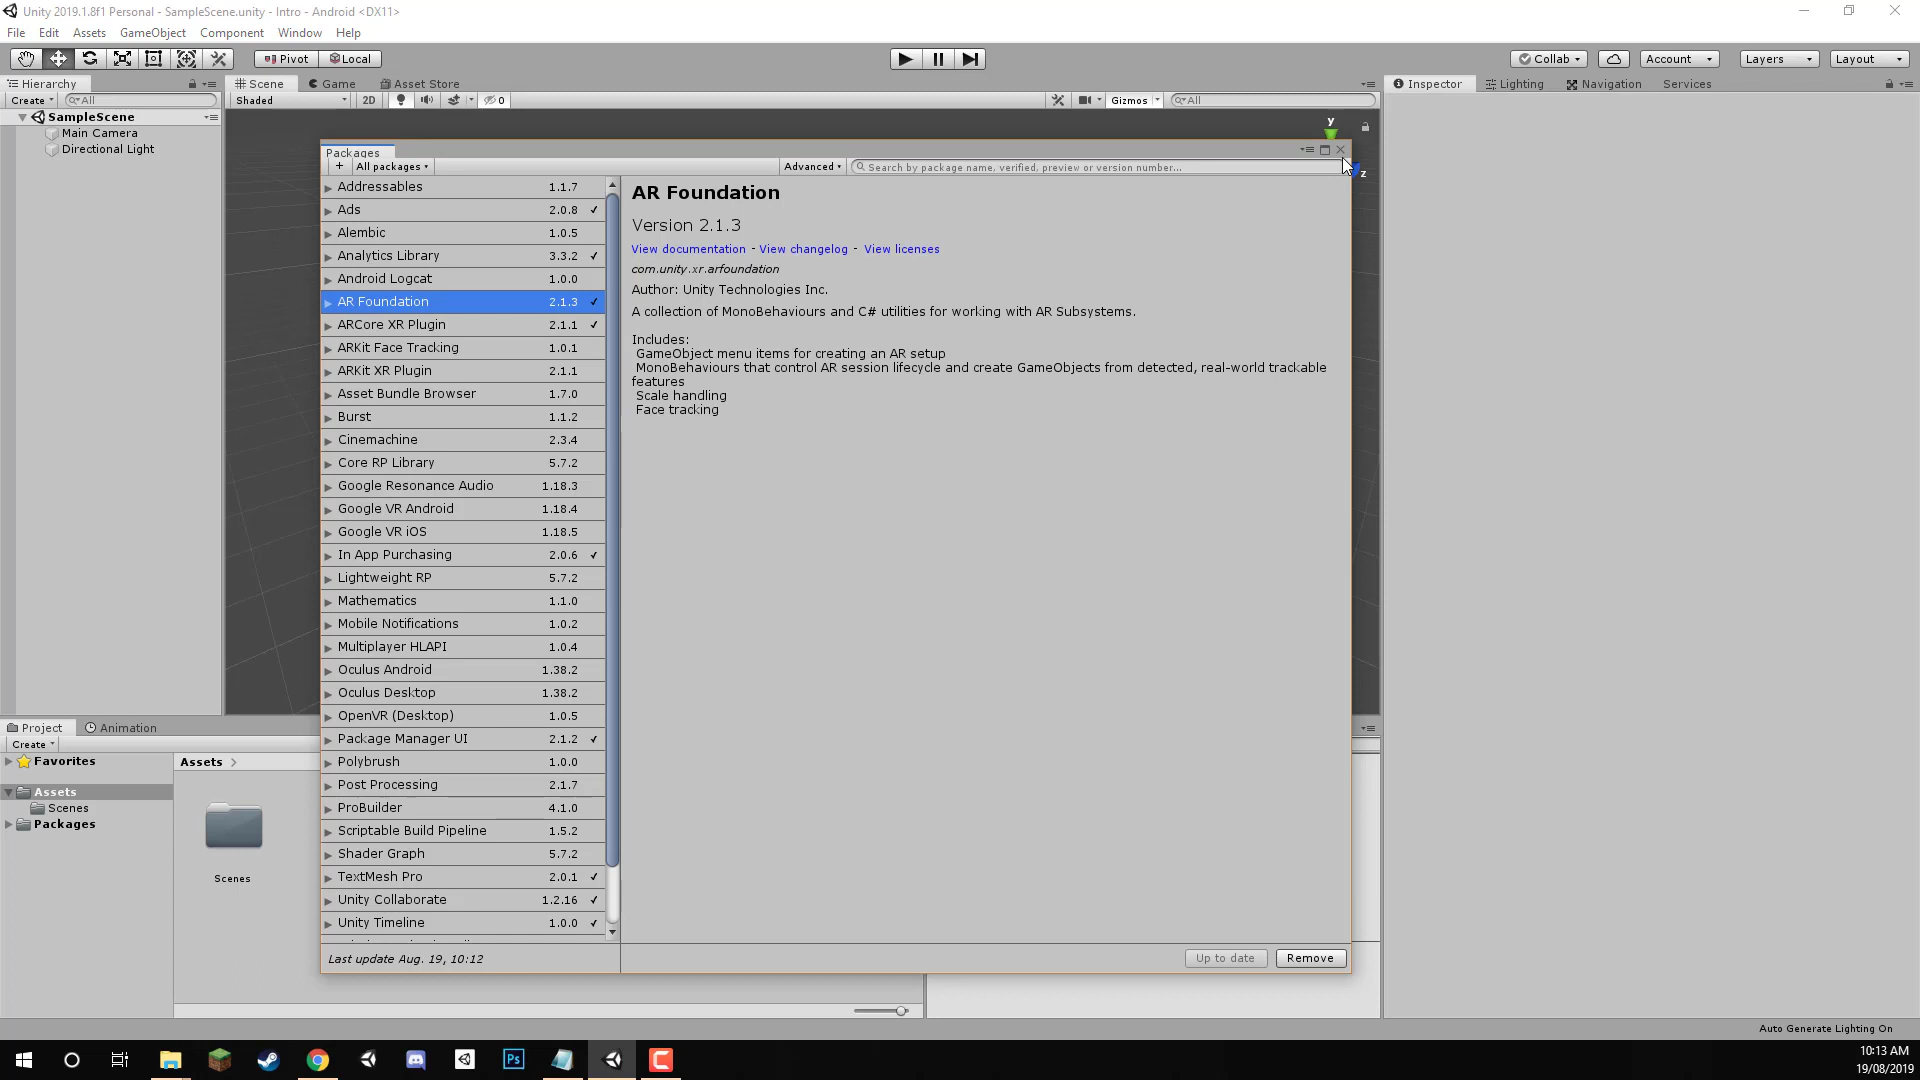 Unity 2019.1.8f1 Personal - SampleScene.unity - Intro - Android <DX11>
File Edit Assets GameObject Component Window Help
Pivot Local Collab Account Layers Layout
Hierarchy Scene Game Asset Store Inspector Lighting Navigation Services
Create All Shaded 2D 0 Gizmos All
SampleScene
Main Camera
Directional Light
y
z
Packages
+ All packages Advanced Search by package name, verified, preview or version number...
Addressables 1.1.7
Ads 2.0.8 ✓
Alembic 1.0.5
Analytics Library 3.3.2 ✓
Android Logcat 1.0.0
AR Foundation 2.1.3 ✓
ARCore XR Plugin 2.1.1 ✓
ARKit Face Tracking 1.0.1
ARKit XR Plugin 2.1.1
Asset Bundle Browser 1.7.0
Burst 1.1.2
Cinemachine 2.3.4
Core RP Library 5.7.2
Google Resonance Audio 1.18.3
Google VR Android 1.18.4
Google VR iOS 1.18.5
In App Purchasing 2.0.6 ✓
Lightweight RP 5.7.2
Mathematics 1.1.0
Mobile Notifications 1.0.2
Multiplayer HLAPI 1.0.4
Oculus Android 1.38.2
Oculus Desktop 1.38.2
OpenVR (Desktop) 1.0.5
Package Manager UI 2.1.2 ✓
Polybrush 1.0.0
Post Processing 2.1.7
ProBuilder 4.1.0
Scriptable Build Pipeline 1.5.2
Shader Graph 5.7.2
TextMesh Pro 2.0.1 ✓
Unity Collaborate 1.2.16 ✓
Unity Timeline 1.0.0 ✓
Last update Aug. 19, 10:12
AR Foundation
Version 2.1.3
View documentation - View changelog - View licenses
com.unity.xr.arfoundation
Author: Unity Technologies Inc.
A collection of MonoBehaviours and C# utilities for working with AR Subsystems.
Includes:
GameObject menu items for creating an AR setup
MonoBehaviours that control AR session lifecycle and create GameObjects from detected, real-world trackable
features
Scale handling
Face tracking
Up to date Remove
Project Animation
Create
Favorites
Assets
Scenes
Packages
Assets
Scenes
Auto Generate Lighting On
Ps
10:13 AM
19/08/2019